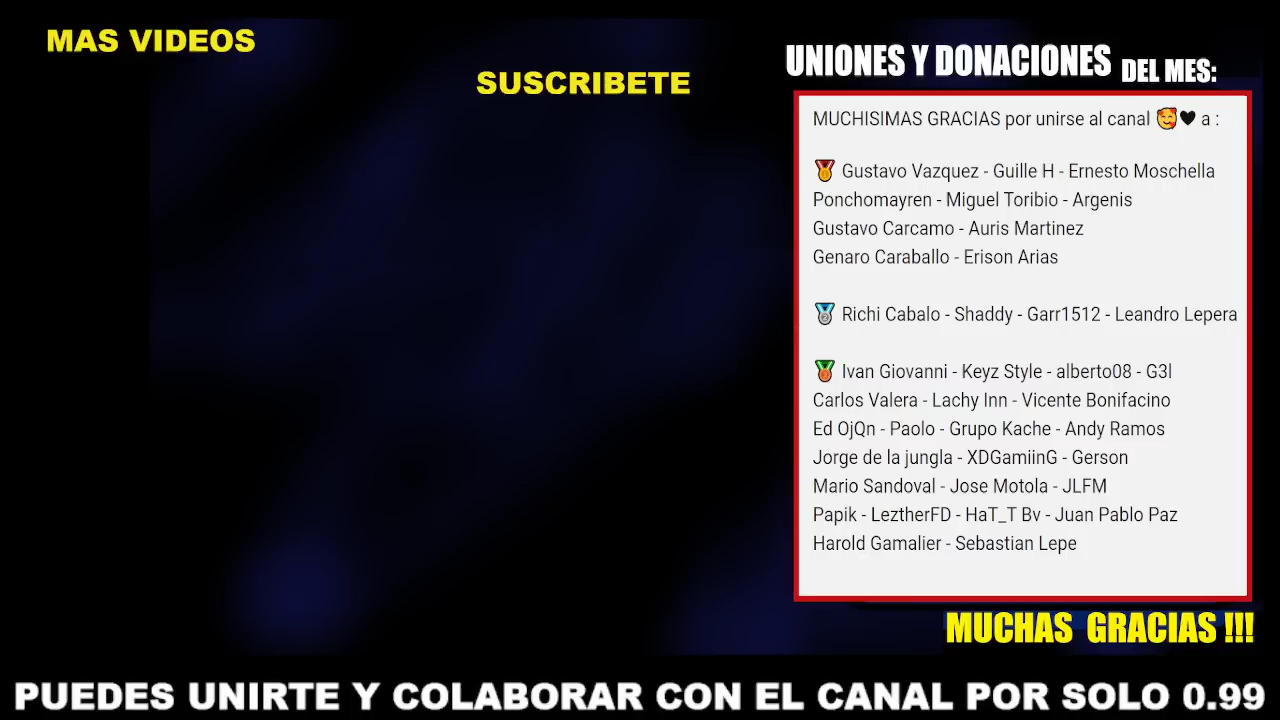 MAS VIDEOS
SUSCRIBETE
UNIONES Y DONACIONES DEL MES:
MUCHISIMAS GRACIAS por unirse al canal 🥰🖤 a :
🥇 Gustavo Vazquez - Guille H - Ernesto Moschella
Ponchomayren - Miguel Toribio - Argenis
Gustavo Carcamo - Auris Martinez
Genaro Caraballo - Erison Arias
🥈 Richi Cabalo - Shaddy - Garr1512 - Leandro Lepera
🥉 Ivan Giovanni - Keyz Style - alberto08 - G3l
Carlos Valera - Lachy Inn - Vicente Bonifacino
Ed OjQn - Paolo - Grupo Kache - Andy Ramos
Jorge de la jungla - XDGamiinG - Gerson
Mario Sandoval - Jose Motola - JLFM
Papik - LeztherFD - HaT_T Bv - Juan Pablo Paz
Harold Gamalier - Sebastian Lepe
MUCHAS GRACIAS !!!
PUEDES UNIRTE Y COLABORAR CON EL CANAL POR SOLO 0.99